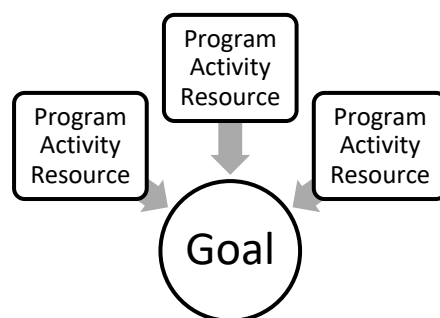 Program
Activity
Resource
Program
Activity
Resource
Program
Activity
Resource
Goal